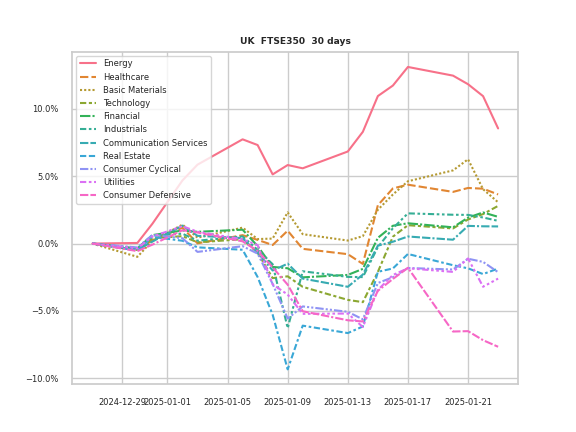 UK  FTSE350  30 days
Energy
Healthcare
Basic Materials
Technology
Financial
Industrials
Communication Services
Real Estate
Consumer Cyclical
Utilities
Consumer Defensive
10.0%
5.0%
0.0%
−5.0%
−10.0%
2024-12-29 2025-01-01 2025-01-05 2025-01-09 2025-01-13 2025-01-17 2025-01-21